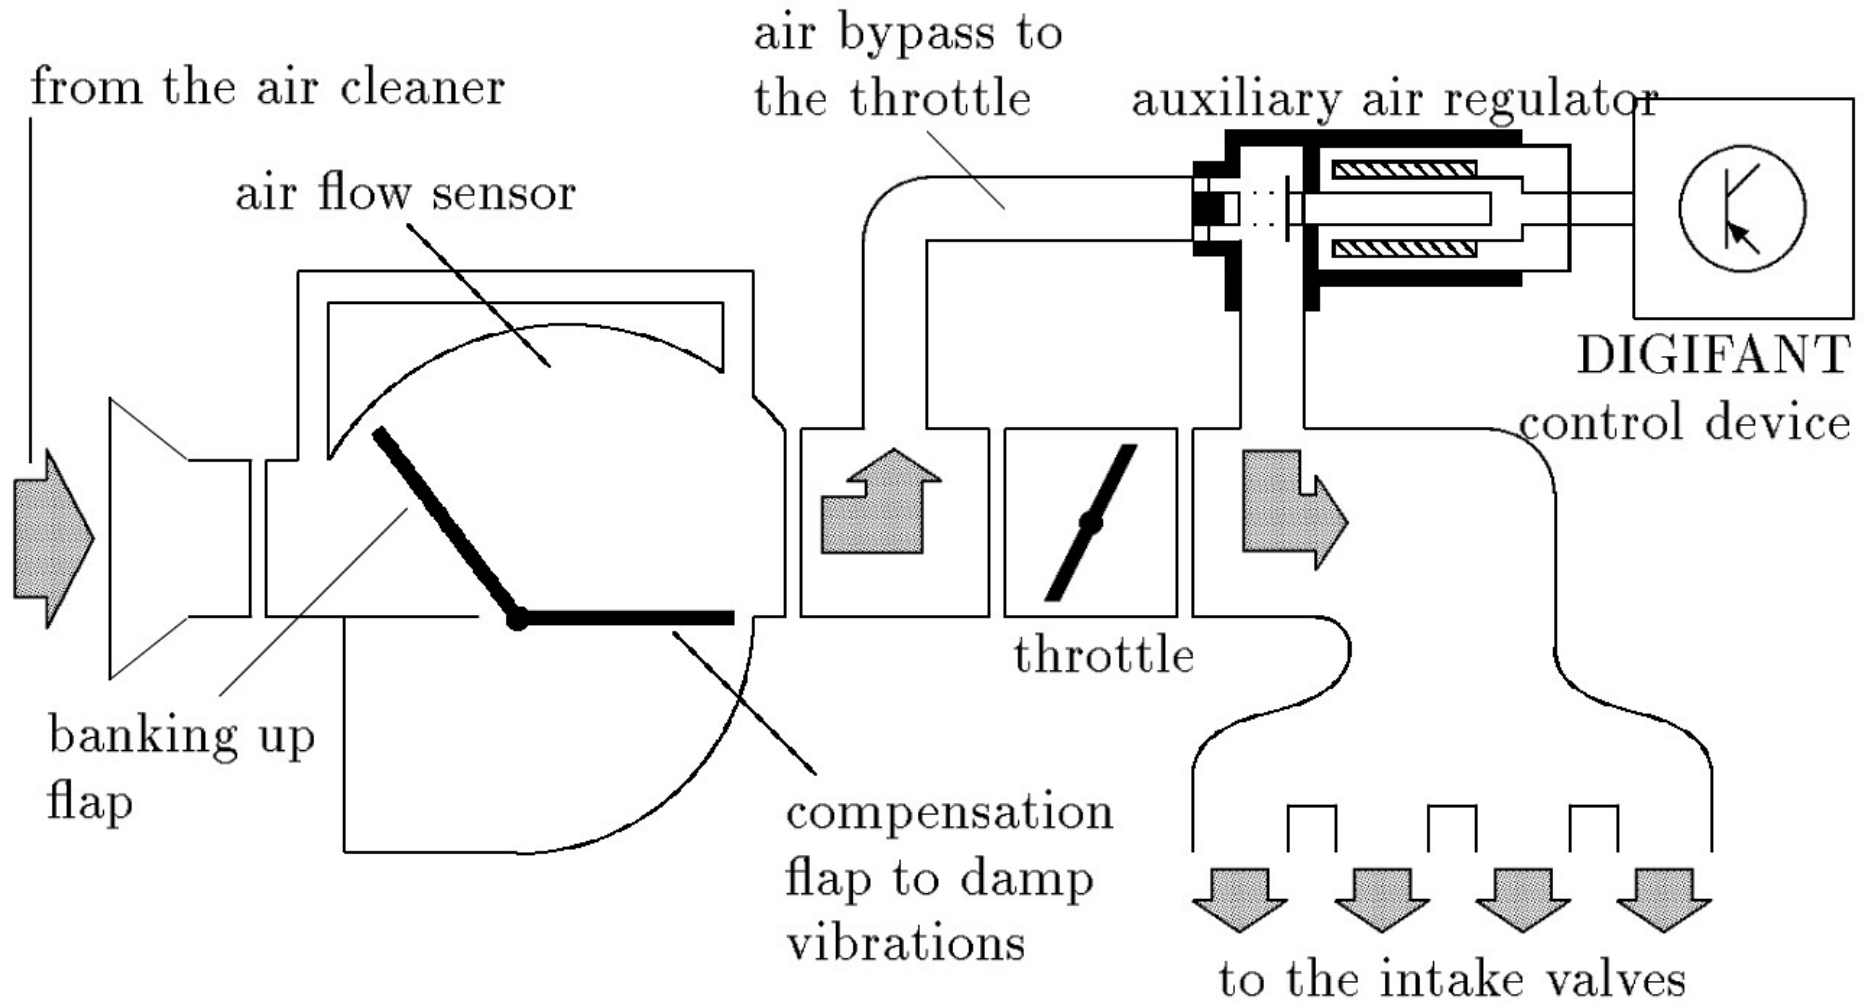 air bypass to
the throttle
from the air cleaner
auxiliary air regulator
air flow sensor
DIGIFANT
control device
throttle
banking up
flap
compensation
flap to damp
vibrations
to the intake valves